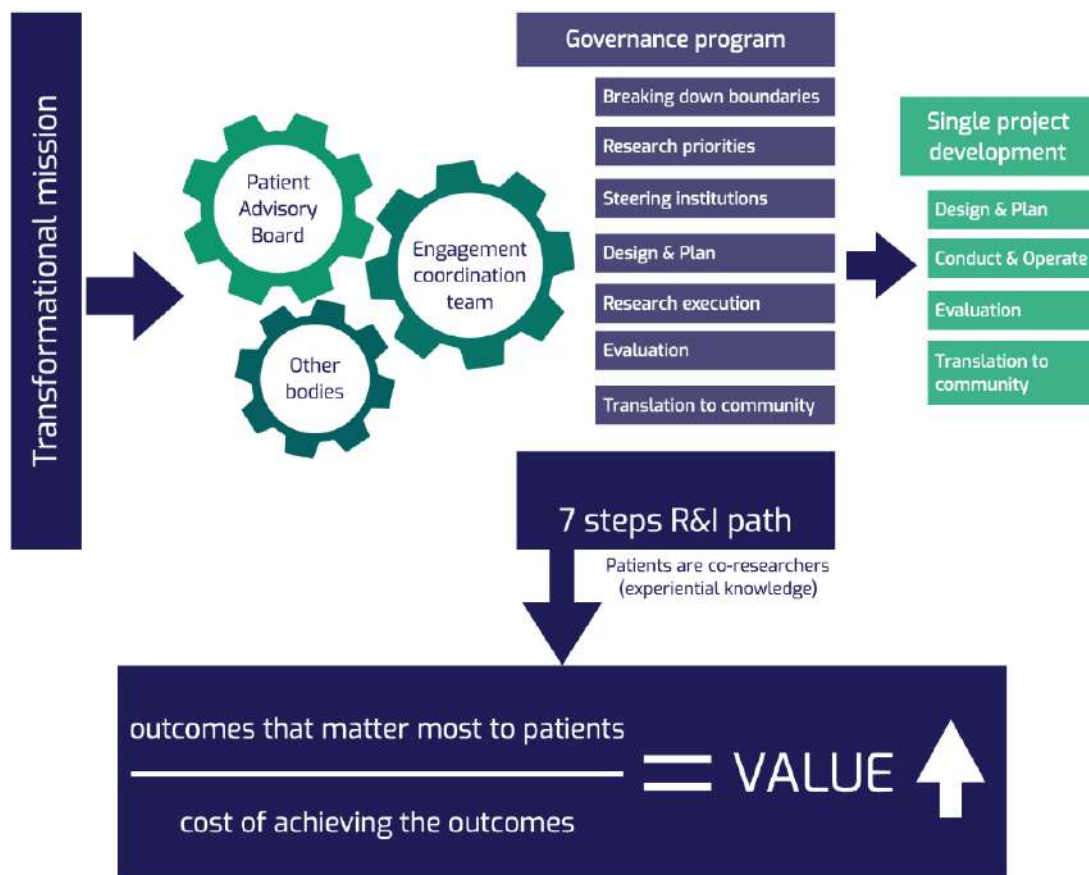 Transformational mission
Patient
Advisory
Board
Engagement
coordination
team
Other
bodies
Governance program
Breaking down boundaries
Research priorities
Steering institutions
Design & Plan
Research execution
Evaluation
Translation to community
Single project
development
Design & Plan
Conduct & Operate
Evaluation
Translation to
community
7 steps R&I path
Patients are co-researchers
(experiential knowledge)
outcomes that matter most to patients
cost of achieving the outcomes
= VALUE